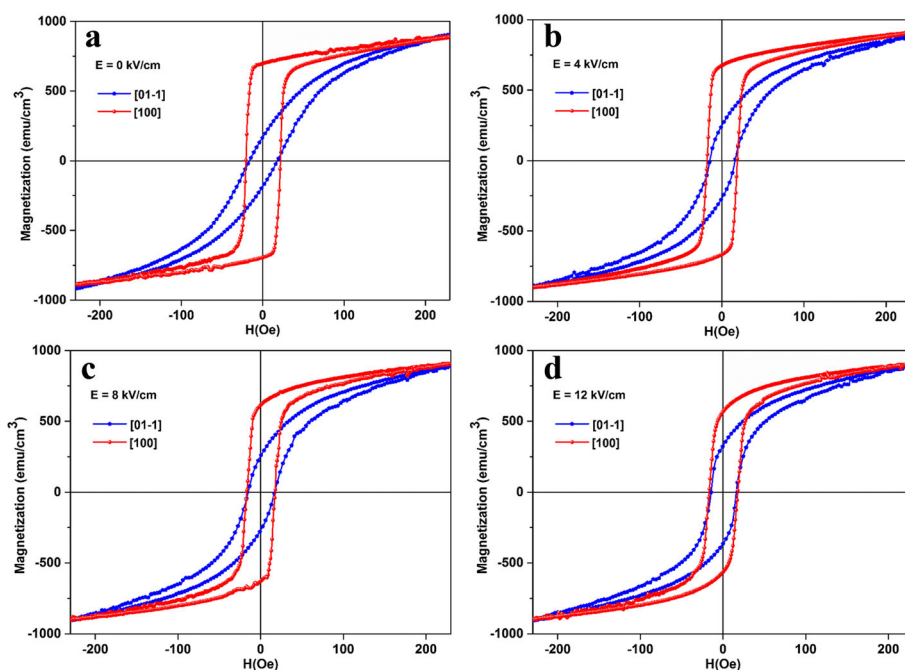 a
E = 0 kV/cm
[01-1]
[100]
Magnetization (emu/cm³)
1000
500
0
-500
-1000
-200 -100 0 100 200
H(Oe)
b
E = 4 kV/cm
[01-1]
[100]
Magnetization (emu/cm³)
1000
500
0
-500
-1000
-200 -100 0 100 200
H(Oe)
c
E = 8 kV/cm
[01-1]
[100]
Magnetization (emu/cm³)
1000
500
0
-500
-1000
-200 -100 0 100 200
H(Oe)
d
E = 12 kV/cm
[01-1]
[100]
Magnetization (emu/cm³)
1000
500
0
-500
-1000
-200 -100 0 100 200
H(Oe)